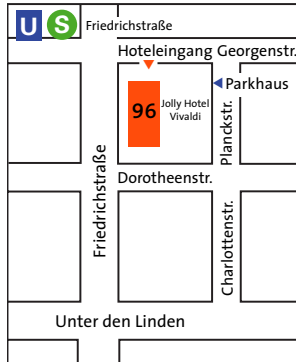 U S Friedrichstraße
Hoteleingang Georgenstr.
Parkhaus
96 Jolly Hotel
Vivaldi
Planckstr.
Friedrichstraße
Dorotheenstr.
Charlottenstr.
Unter den Linden